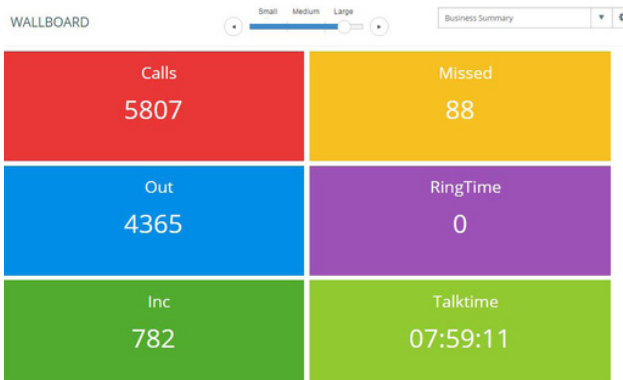 WALLBOARD
Small Medium Large
Business Summary
Calls
5807
Missed
88
Out
4365
RingTime
0
Inc
782
Talktime
07:59:11